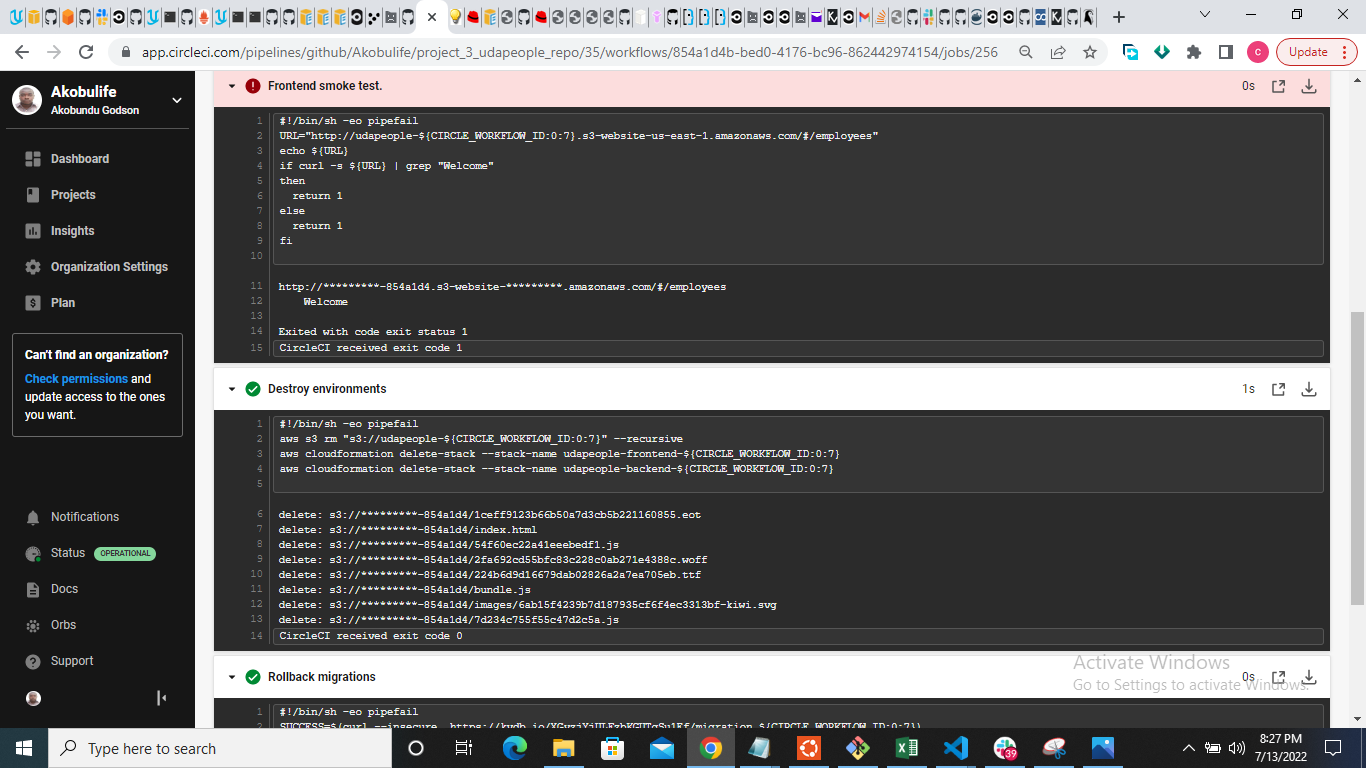 app.circleci.com/pipelines/github/Akobulife/project_3_udapeople_repo/35/workflows/854a1d4b-bed0-4176-bc96-862442974154/jobs/256
C
Update
Akobulife
Akobundu Godson
Dashboard
Projects
Insights
Organization Settings
Plan
Can't find an organization?
Check permissions and
update access to the ones
you want.
Notifications
Status OPERATIONAL
Docs
Orbs
Support
Frontend smoke test.
0s
1 #!/bin/sh -eo pipefail
2 URL="http://udapeople-${CIRCLE_WORKFLOW_ID:0:7}.s3-website-us-east-1.amazonaws.com/#/employees"
3 echo ${URL}
4 if curl -s ${URL} | grep "Welcome"
5 then
6 return 1
7 else
8 return 1
9 fi
10
11 http://*********-854a1d4.s3-website-*********.amazonaws.com/#/employees
12 Welcome
13
14 Exited with code exit status 1
15 CircleCI received exit code 1
Destroy environments
1s
1 #!/bin/sh -eo pipefail
2 aws s3 rm "s3://udapeople-${CIRCLE_WORKFLOW_ID:0:7}" --recursive
3 aws cloudformation delete-stack --stack-name udapeople-frontend-${CIRCLE_WORKFLOW_ID:0:7}
4 aws cloudformation delete-stack --stack-name udapeople-backend-${CIRCLE_WORKFLOW_ID:0:7}
5
6 delete: s3://*********-854a1d4/1ceff9123b66b50a7d3cb5b221160855.eot
7 delete: s3://*********-854a1d4/index.html
8 delete: s3://*********-854a1d4/54f60ec22a41eeebedf1.js
9 delete: s3://*********-854a1d4/2fa692cd55bfc83c228c0ab271e4388c.woff
10 delete: s3://*********-854a1d4/224b6d9d16679dab02826a2a7ea705eb.ttf
11 delete: s3://*********-854a1d4/bundle.js
12 delete: s3://*********-854a1d4/images/6ab15f4239b7d187935cf6f4ec3313bf-kiwi.svg
13 delete: s3://*********-854a1d4/7d234c755f55c47d2c5a.js
14 CircleCI received exit code 0
Rollback migrations
0s
1 #!/bin/sh -eo pipefail
Activate Windows
Go to Settings to activate Windows.
Type here to search
39
8:27 PM
7/13/2022